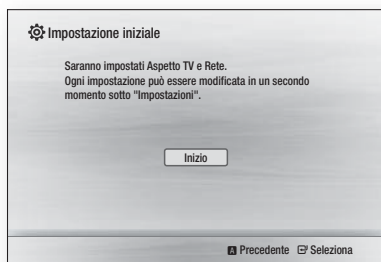 Impostazione iniziale
Saranno impostati Aspetto TV e Rete.
Ogni impostazione può essere modificata in un secondo
momento sotto "Impostazioni".
Inizio
A Precedente Seleziona